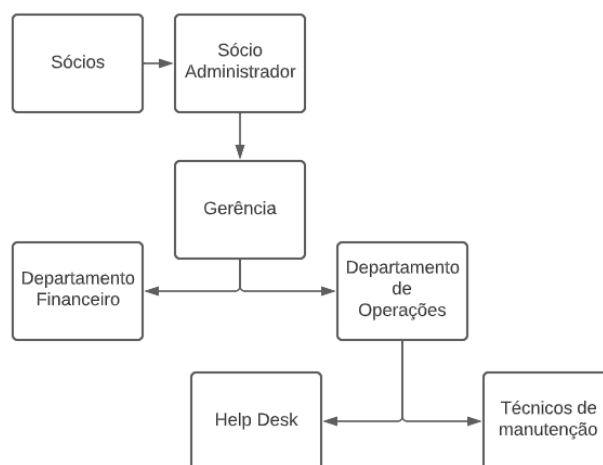 Sócios
Sócio
Administrador
Gerência
Departamento
Financeiro
Departamento
de
Operações
Help Desk
Técnicos de
manutenção